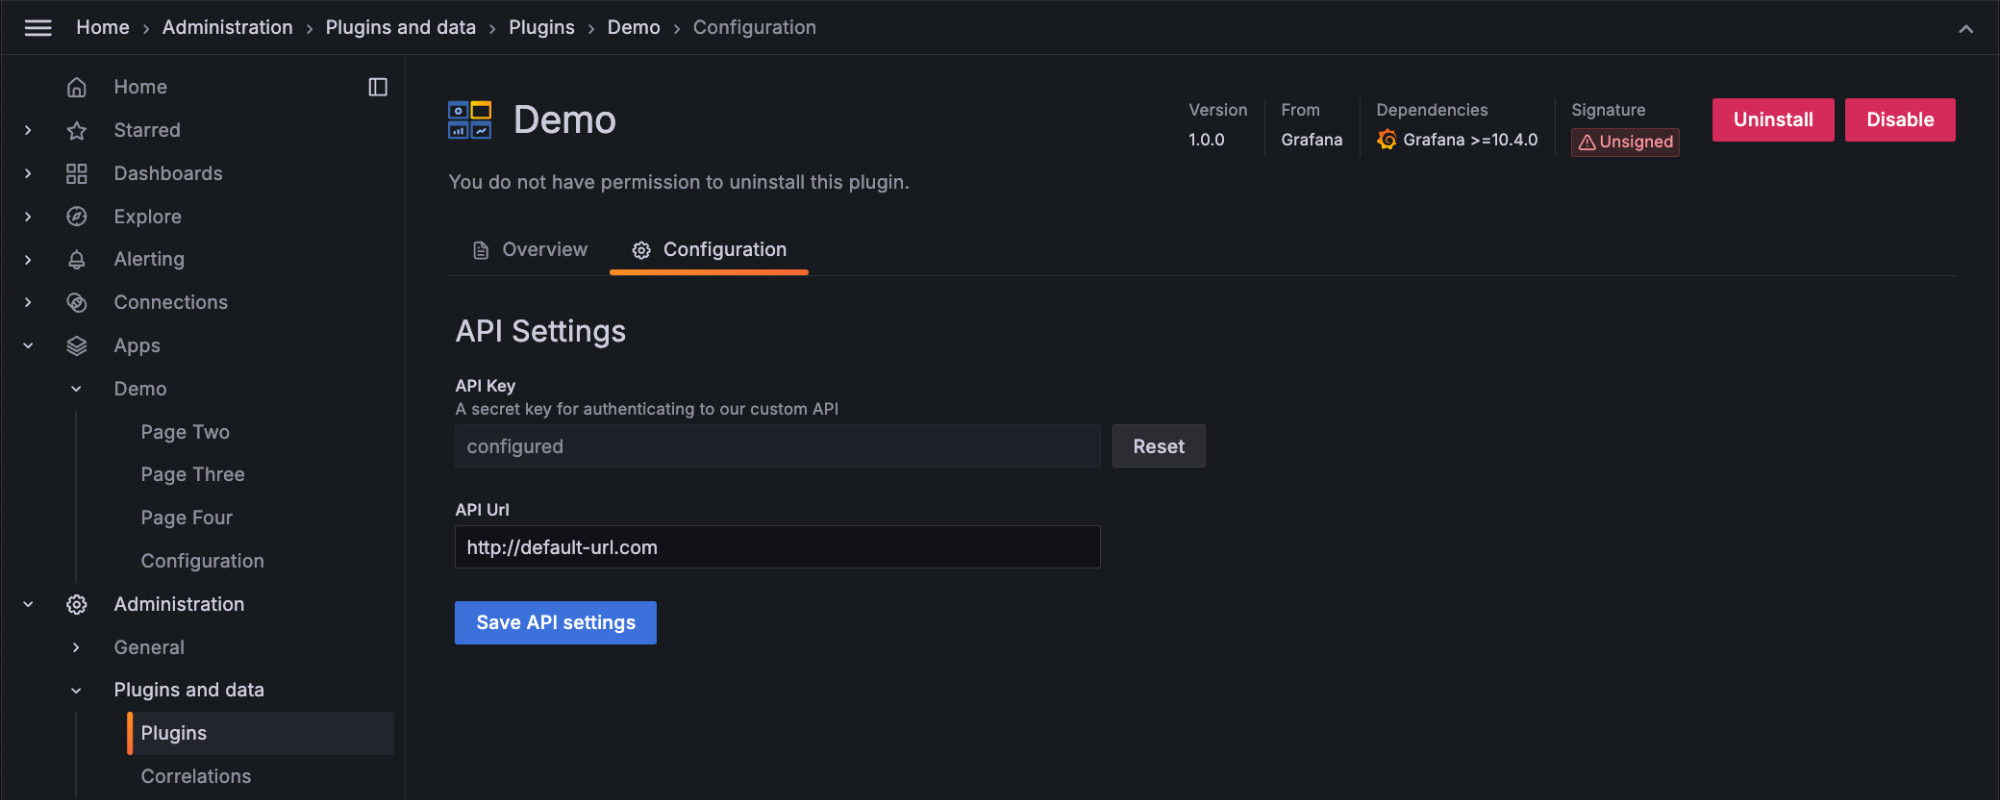 Home › Administration › Plugins and data › Plugins › Demo › Configuration
Home
Starred
Dashboards
Explore
Alerting
Connections
Apps
Demo
Page Two
Page Three
Page Four
Configuration
Administration
General
Plugins and data
Plugins
Correlations
Demo
Version
1.0.0
From
Grafana
Dependencies
Grafana >=10.4.0
Signature
Unsigned
Uninstall
Disable
You do not have permission to uninstall this plugin.
Overview
Configuration
API Settings
API Key
A secret key for authenticating to our custom API
configured
Reset
API Url
http://default-url.com
Save API settings